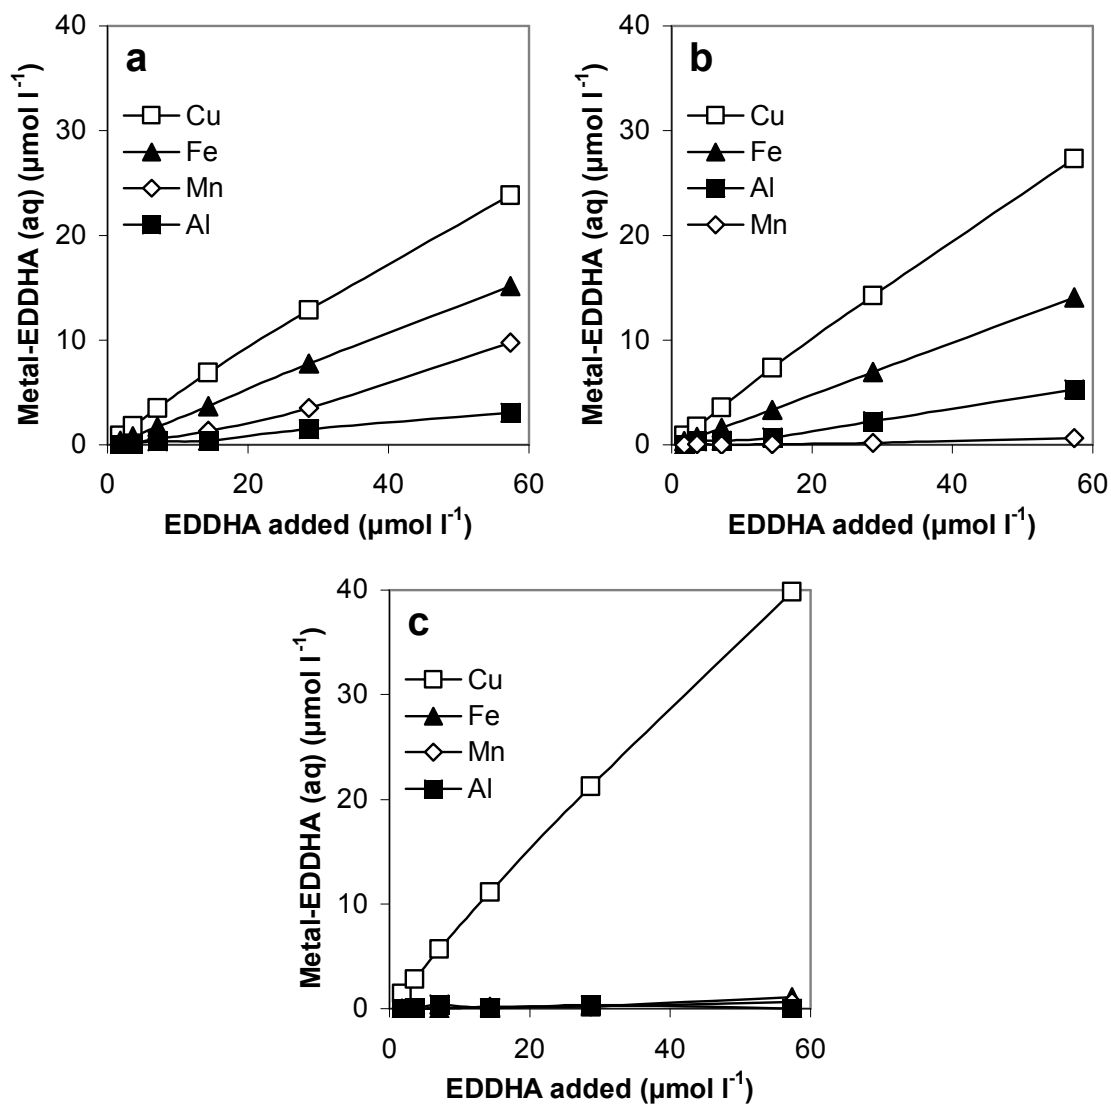 a
Metal-EDDHA (aq) (µmol l⁻¹)
40
30
20
10
0
Cu
Fe
Mn
Al
0 20 40 60
EDDHA added (µmol l⁻¹)
b
Metal-EDDHA (aq) (µmol l⁻¹)
40
30
20
10
0
Cu
Fe
Al
Mn
0 20 40 60
EDDHA added (µmol l⁻¹)
c
Metal-EDDHA (aq) (µmol l⁻¹)
40
30
20
10
0
Cu
Fe
Mn
Al
0 20 40 60
EDDHA added (µmol l⁻¹)